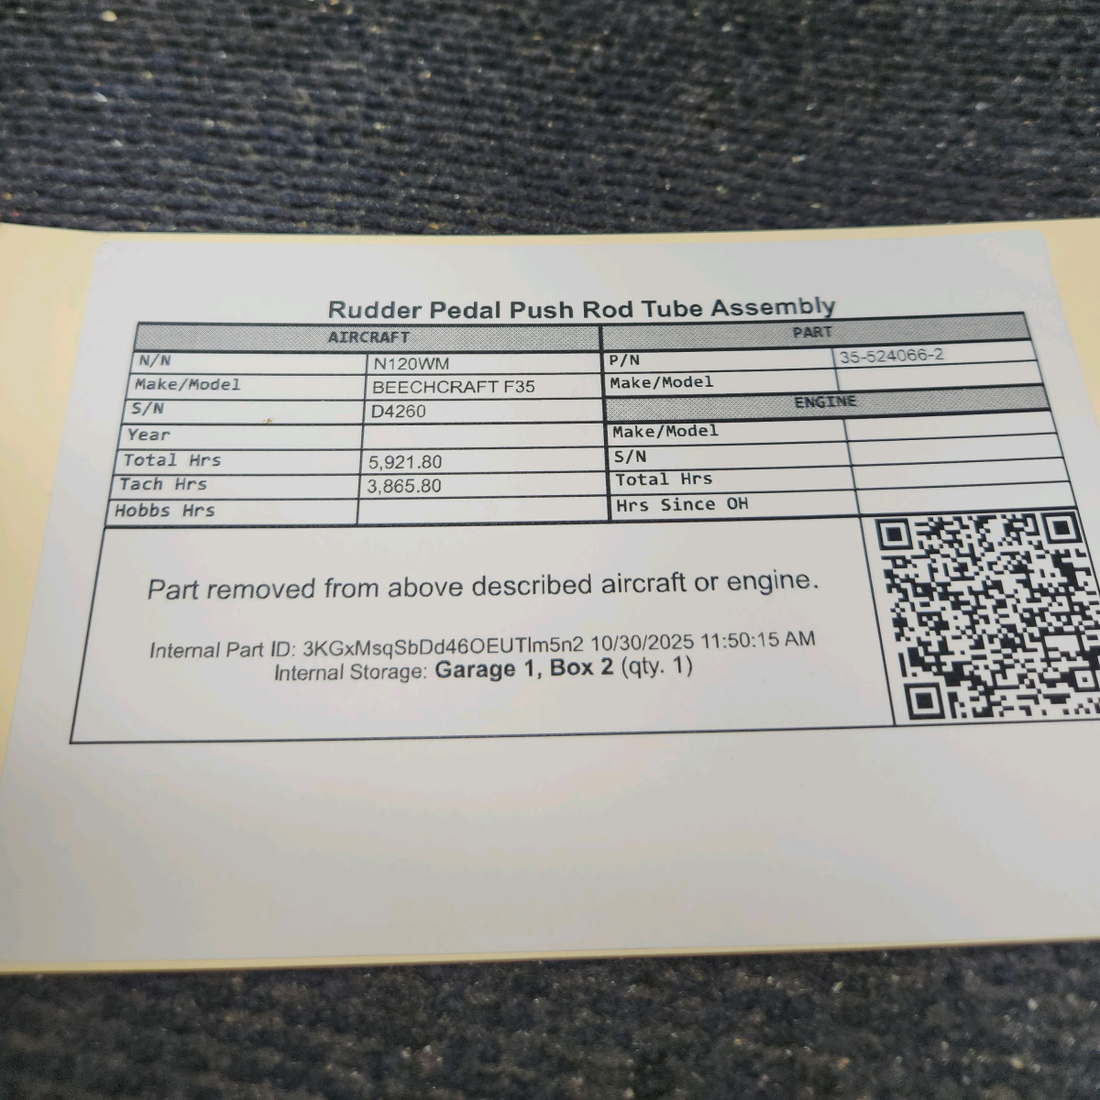 Rudder Pedal Push Rod Tube Assembly
AIRCRAFT PART
N/N N120WM P/N 35-524066-2
Make/Model BEECHCRAFT F35 Make/Model
S/N D4260 ENGINE
Year Make/Model
Total Hrs 5,921.80 S/N
Tach Hrs 3,865.80 Total Hrs
Hobbs Hrs Hrs Since OH
Part removed from above described aircraft or engine.
Internal Part ID: 3KGxMsqSbDd46OEUTlm5n2 10/30/2025 11:50:15 AM
Internal Storage: Garage 1, Box 2 (qty. 1)